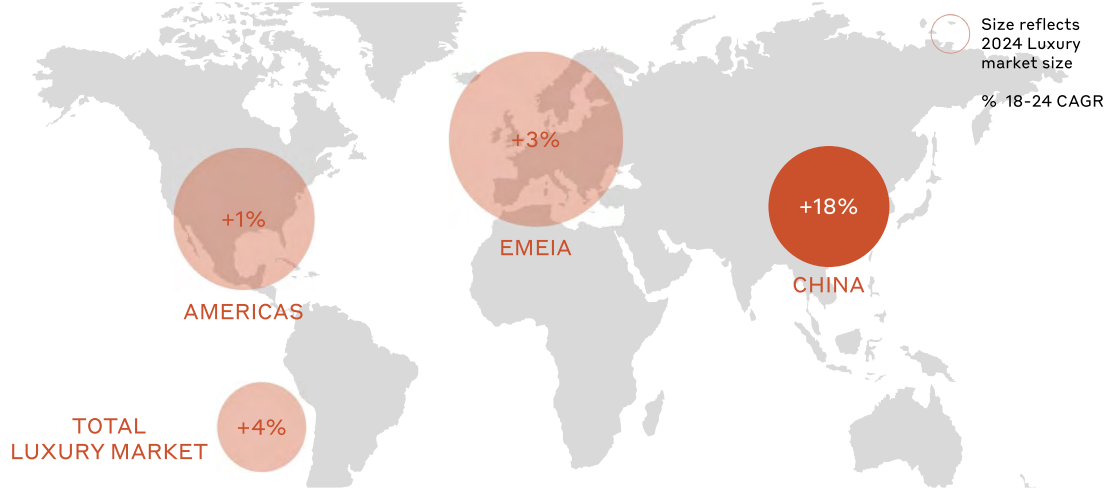 Size reflects
2024 Luxury
market size
% 18-24 CAGR
+3%
EMEIA
+18%
CHINA
+1%
AMERICAS
TOTAL
LUXURY MARKET
+4%